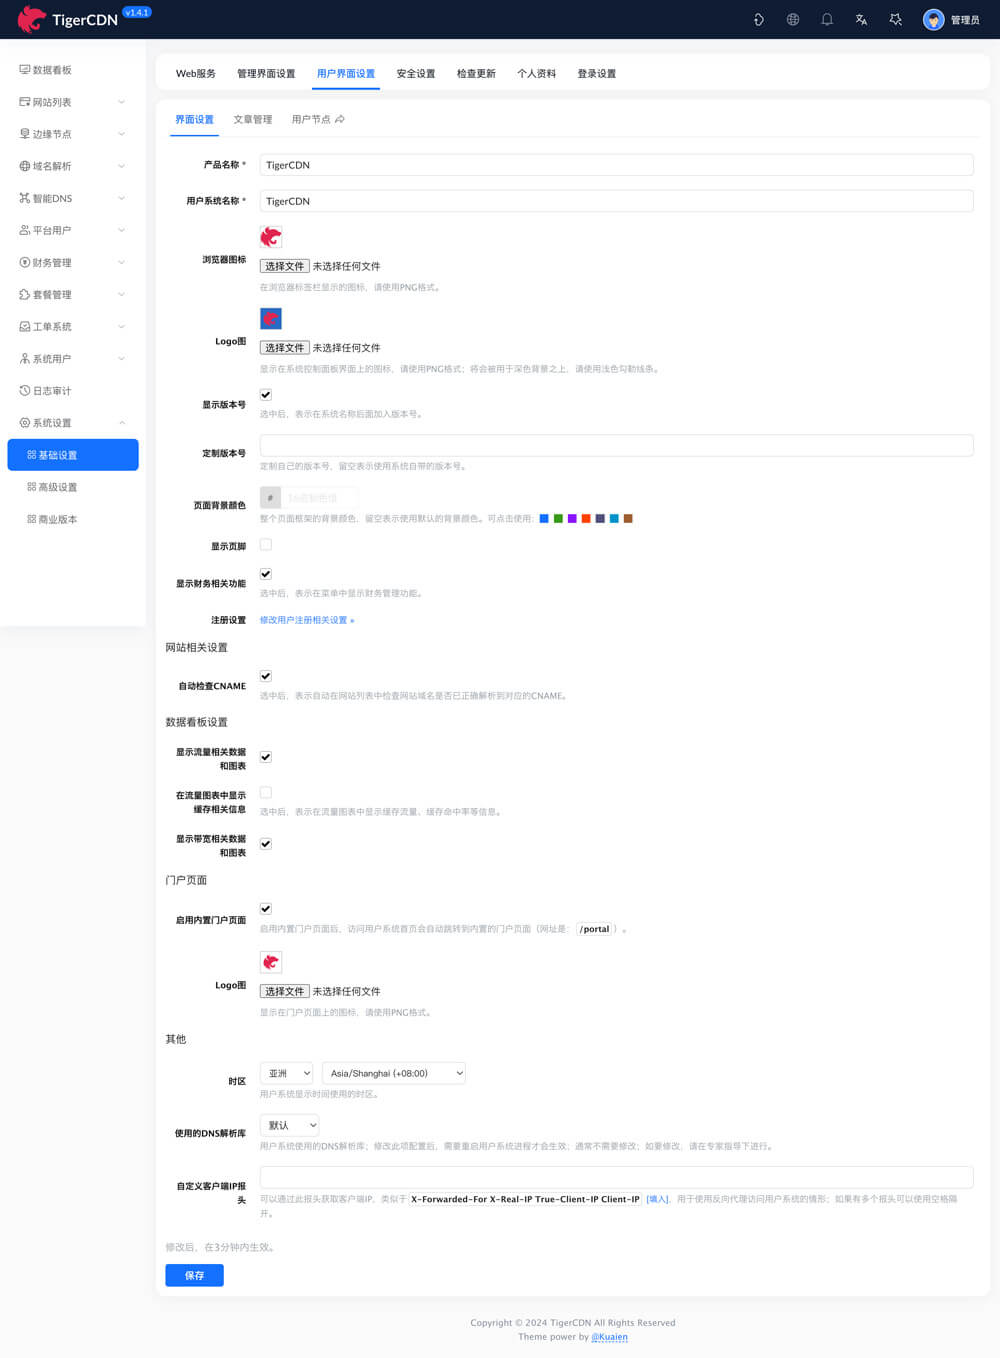 TigerCDN v1.4.1
管理员
数据看板
网站列表
边缘节点
域名解析
智能DNS
平台用户
财务管理
套餐管理
工单系统
系统用户
日志审计
系统设置
基础设置
高级设置
商业版本
Web服务 管理界面设置 用户界面设置 安全设置 检查更新 个人资料 登录设置
界面设置 文章管理 用户节点
产品名称 * TigerCDN
用户系统名称 * TigerCDN
浏览器图标
选择文件 未选择任何文件
在浏览器标签栏显示的图标，请使用PNG格式。
Logo图
选择文件 未选择任何文件
显示在系统控制面板界面上的图标，请使用PNG格式；将会被用于深色背景之上，请使用浅色勾勒线条。
显示版本号
选中后，表示在系统名称后面加入版本号。
定制版本号
定制自己的版本号，留空表示使用系统自带的版本号。
页面背景颜色
# 16进制色值
整个页面框架的背景颜色，留空表示使用默认的背景颜色。可点击使用：
显示页脚
显示财务相关功能
选中后，表示在菜单中显示财务管理功能。
注册设置 修改用户注册相关设置 »
网站相关设置
自动检查CNAME
选中后，表示自动在网站列表中检查网站域名是否已正确解析到对应的CNAME。
数据看板设置
显示流量相关数据
和图表
在流量图表中显示
缓存相关信息
选中后，表示在流量图表中显示缓存流量、缓存命中率等信息。
显示带宽相关数据
和图表
门户页面
启用内置门户页面
启用内置门户页面后，访问用户系统首页会自动跳转到内置的门户页面（网址是：/portal）。
Logo图
选择文件 未选择任何文件
显示在门户页面上的图标，请使用PNG格式。
其他
时区
亚洲 Asia/Shanghai (+08:00)
用户系统显示时间使用的时区。
使用的DNS解析库
默认
用户系统使用的DNS解析库；修改此项配置后，需要重启用户系统进程才会生效；通常不需要修改；如要修改，请在专家指导下进行。
自定义客户端IP报
头
可以通过此报头获取客户端IP，类似于 X-Forwarded-For X-Real-IP True-Client-IP Client-IP [填入]，用于使用反向代理访问用户系统的情形；如果有多个报头可以使用空格隔
开。
修改后，在3分钟内生效。
保存
Copyright © 2024 TigerCDN All Rights Reserved
Theme power by @Kuaien